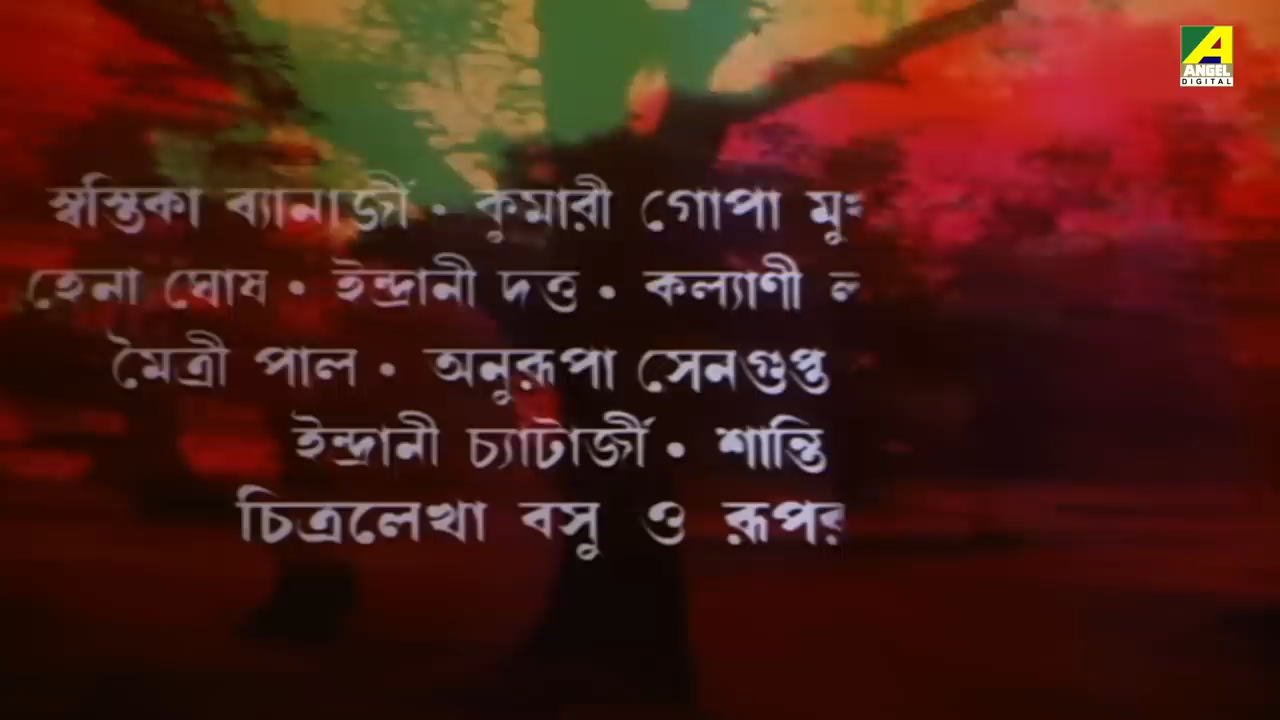 ANGEL
DIGITAL
স্বস্তিকা ব্যানার্জী • কুমারী গোপা
হেনা ঘোষ • ইন্দ্রানী দত্ত • কল্যাণী
মৈত্রী পাল • অনুরূপা সেনগুপ্ত
ইন্দ্রানী চ্যাটার্জী • শান্তি
চিত্রলেখা বসু ও